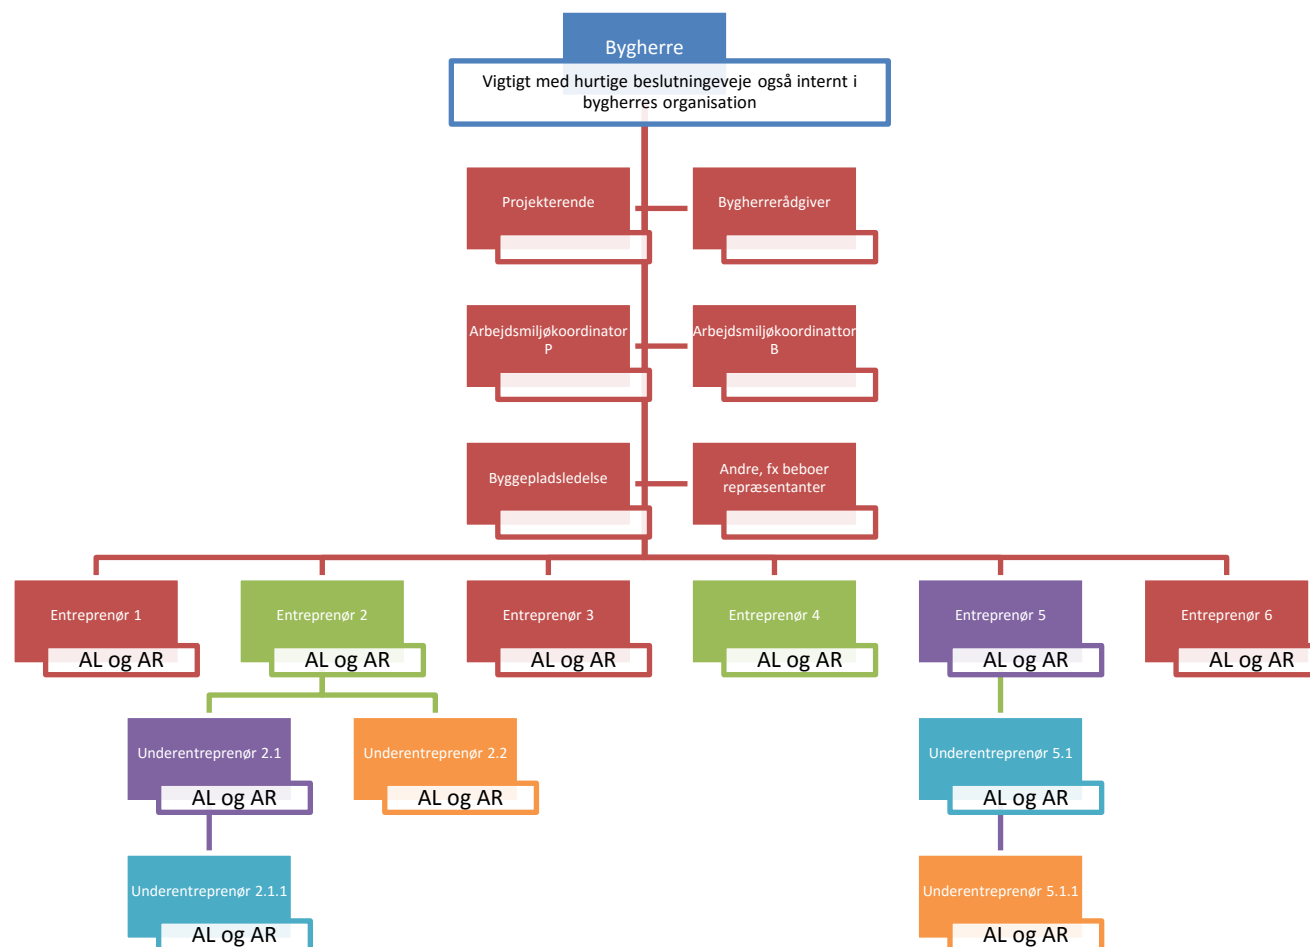 Bygherre
Vigtigt med hurtige beslutningeveje også internt i
bygherres organisation
Projekterende
Bygherrerådgiver
Arbejdsmiljøkoordinator
P
Arbejdsmiljøkoordinattor
B
Byggepladsledelse
Andre, fx beboer
repræsentanter
Entreprenør 1
AL og AR
Entreprenør 2
AL og AR
Entreprenør 3
AL og AR
Entreprenør 4
AL og AR
Entreprenør 5
AL og AR
Entreprenør 6
AL og AR
Underentreprenør 2.1
AL og AR
Underentreprenør 2.2
AL og AR
Underentreprenør 5.1
AL og AR
Underentreprenør 2.1.1
AL og AR
Underentreprenør 5.1.1
AL og AR